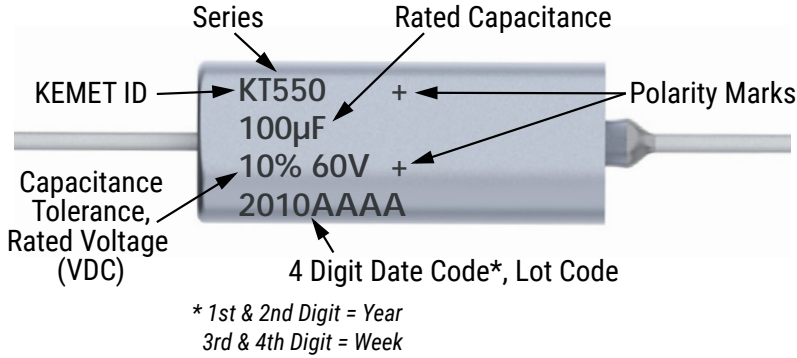 Series
Rated Capacitance
KEMET ID
KT550 +
Polarity Marks
100µF
10% 60V +
2010AAAA
Capacitance
Tolerance,
Rated Voltage
(VDC)
4 Digit Date Code*, Lot Code
* 1st & 2nd Digit = Year
3rd & 4th Digit = Week